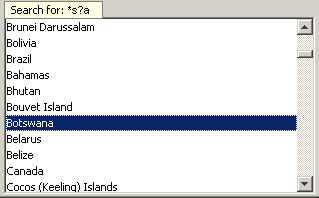 Search for: *s?a
Brunei Darussalam
Bolivia
Brazil
Bahamas
Bhutan
Bouvet Island
Botswana
Belarus
Belize
Canada
Cocos (Keeling) Islands